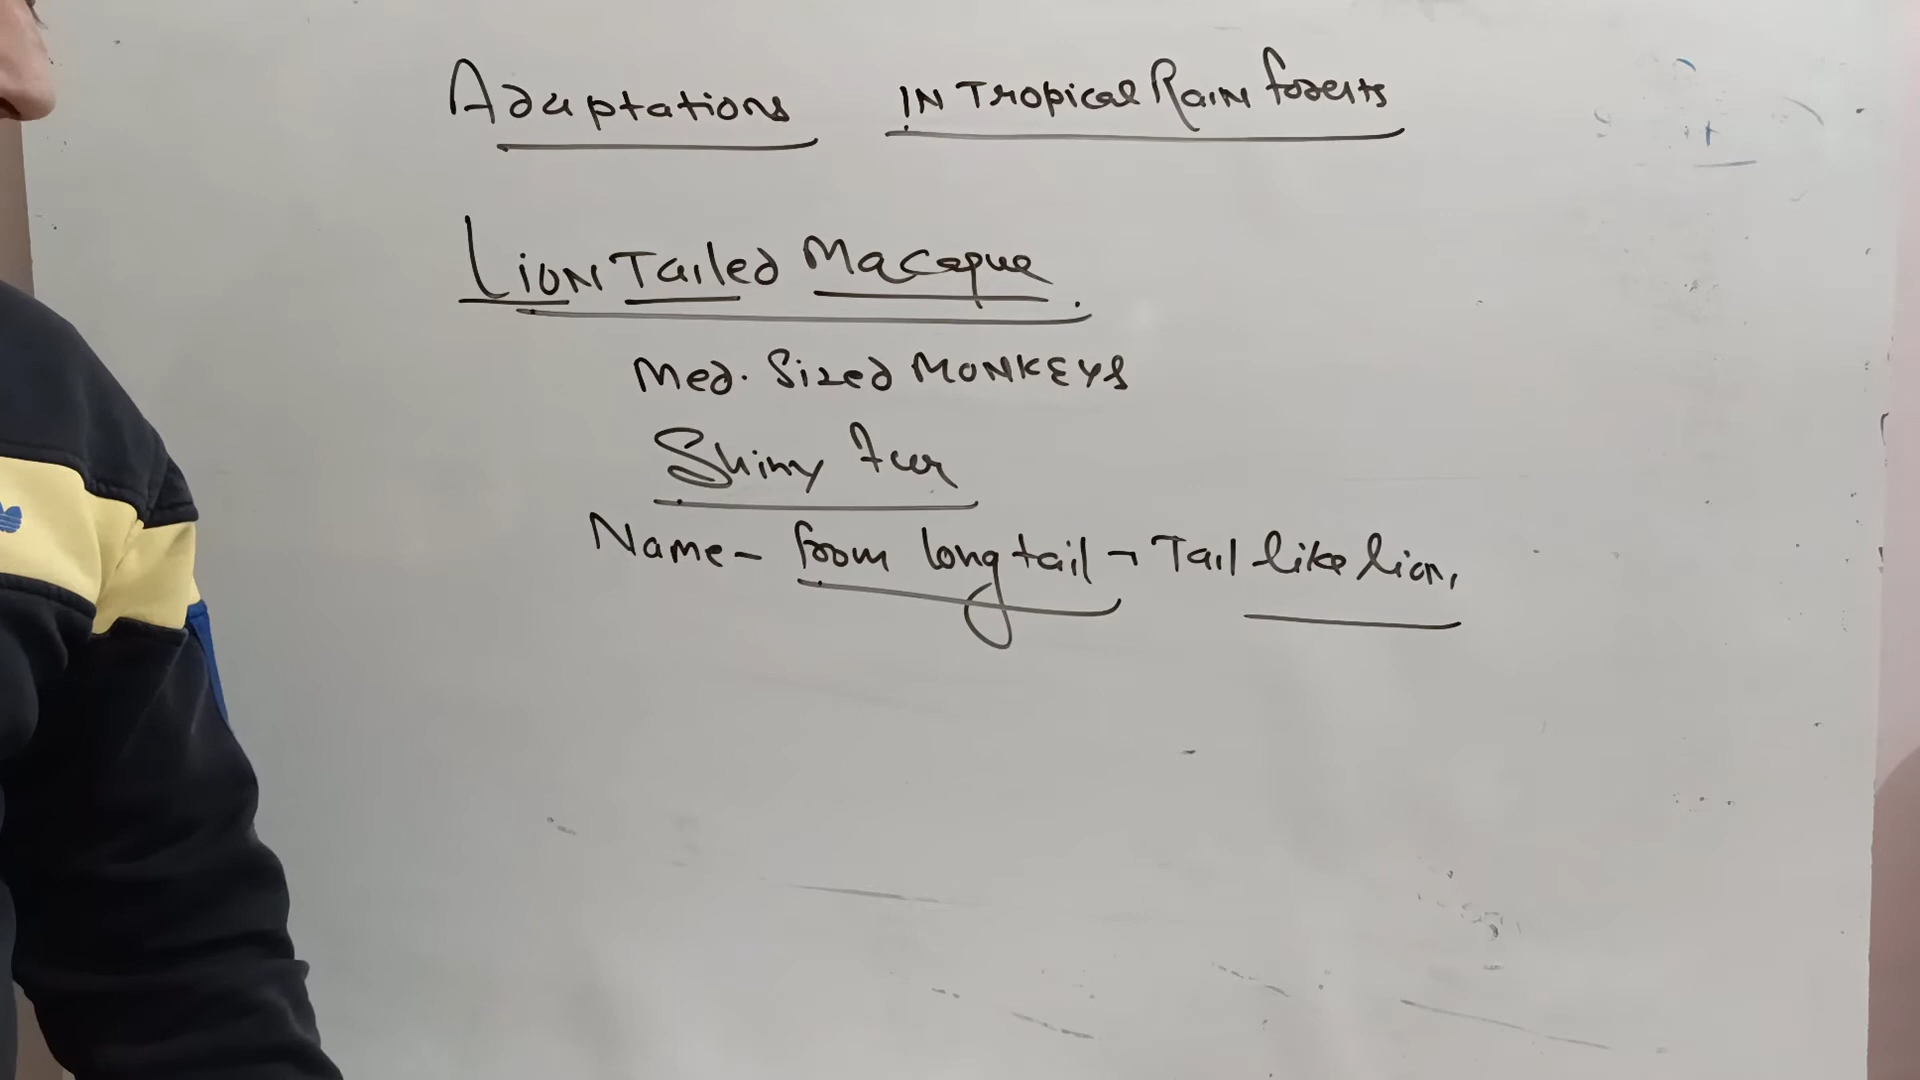 Adaptations IN Tropical Rain forests
Lion Tailed Macaque.
Med. Sized MONKEYS
Shiny fur
Name - from long tail → Tail like lion.